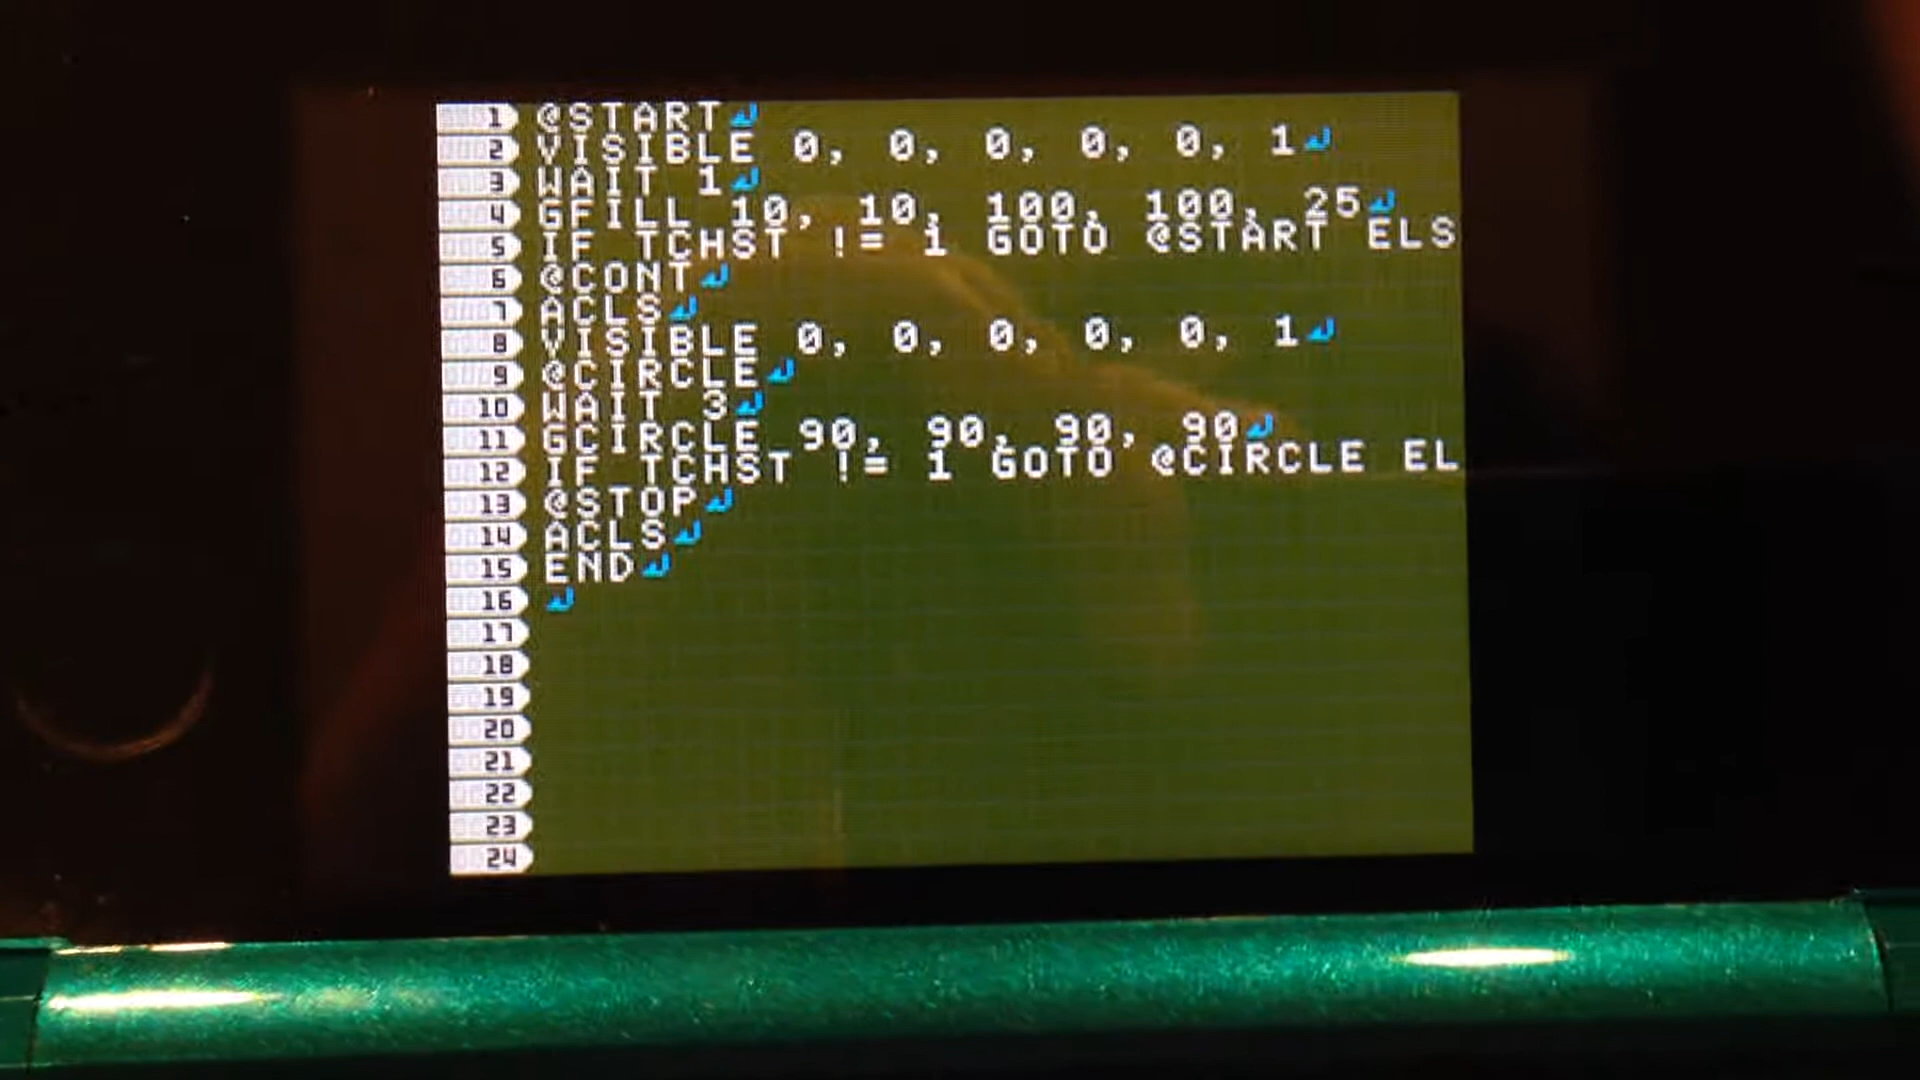 1 @START
2 VISIBLE 0, 0, 0, 0, 0, 1
3 WAIT 1
4 GFILL 10, 10, 100, 100, 25
5 IF TCHST != 1 GOTO @START ELS
6 @CONT
7 ACLS
8 VISIBLE 0, 0, 0, 0, 0, 1
9 @CIRCLE
10 WAIT 3
11 GCIRCLE 90, 90, 90, 90
12 IF TCHST != 1 GOTO @CIRCLE EL
13 @STOP
14 ACLS
15 END
16
17
18
19
20
21
22
23
24